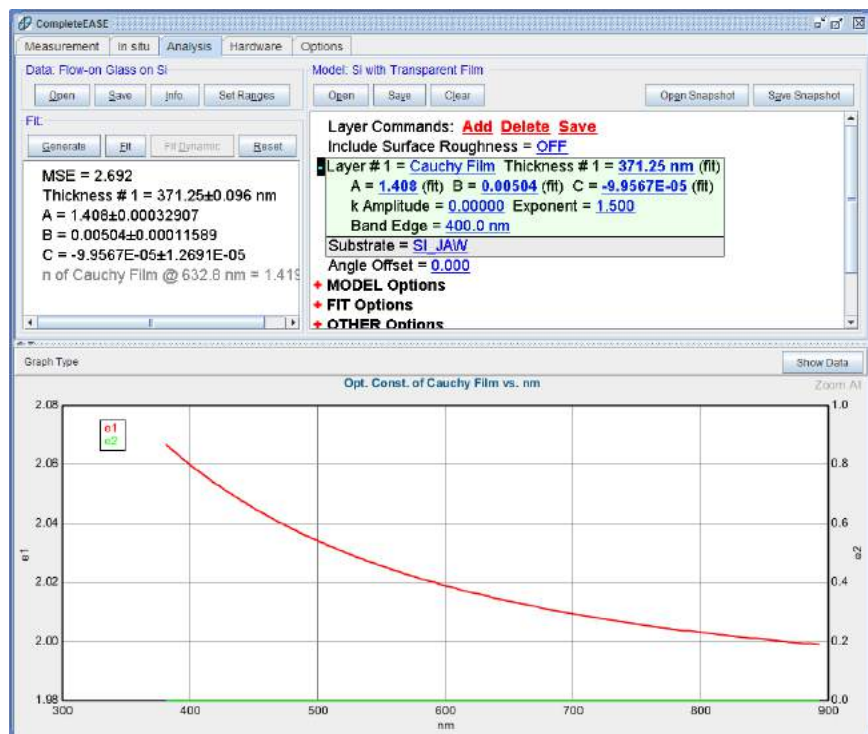 CompleteEASE
Measurement In situ Analysis Hardware Options
Data: Flow-on Glass on Si
Open Save Info. Set Ranges
Fit:
Generate Fit Fit Dynamic Reset
MSE = 2.692
Thickness # 1 = 371.25±0.096 nm
A = 1.408±0.00032907
B = 0.00504±0.00011589
C = -9.9567E-05±1.2691E-05
n of Cauchy Film @ 632.8 nm = 1.419
Model: Si with Transparent Film
Open Save Clear Open Snapshot Save Snapshot
Layer Commands: Add Delete Save
Include Surface Roughness = OFF
- Layer # 1 = Cauchy Film Thickness # 1 = 371.25 nm (fit)
A = 1.408 (fit) B = 0.00504 (fit) C = -9.9567E-05 (fit)
k Amplitude = 0.00000 Exponent = 1.500
Band Edge = 400.0 nm
Substrate = SI_JAW
Angle Offset = 0.000
+ MODEL Options
+ FIT Options
+ OTHER Options
Graph Type Show Data
Opt. Const. of Cauchy Film vs. nm
Zoom All
e1
e2
2.08
2.06
2.04
2.02
2.00
1.98
e1
1.0
0.8
0.6
0.4
0.2
0.0
e2
300 400 500 600 700 800 900
nm